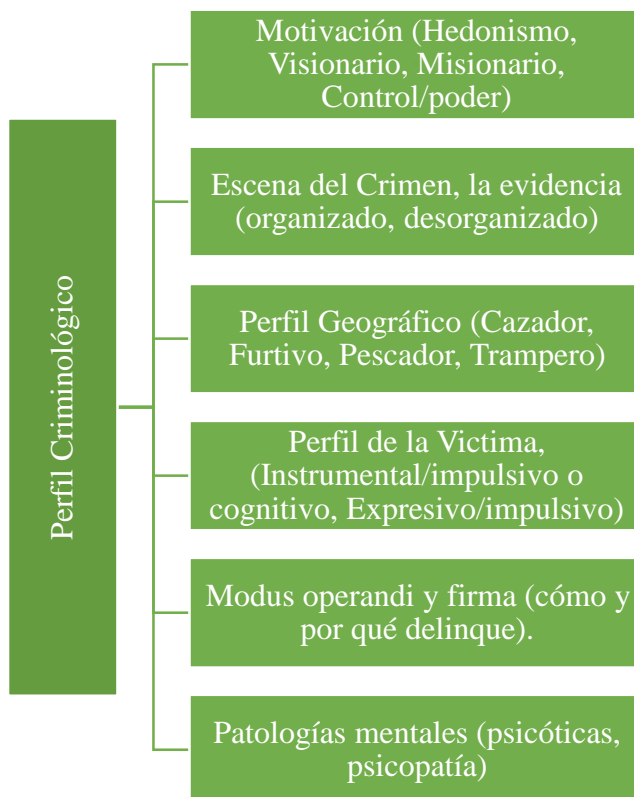 Perfil Criminológico
Motivación (Hedonismo,
Visionario, Misionario,
Control/poder)
Escena del Crimen, la evidencia
(organizado, desorganizado)
Perfil Geográfico (Cazador,
Furtivo, Pescador, Trampero)
Perfil de la Victima,
(Instrumental/impulsivo o
cognitivo, Expresivo/impulsivo)
Modus operandi y firma (cómo y
por qué delinque).
Patologías mentales (psicóticas,
psicopatía)